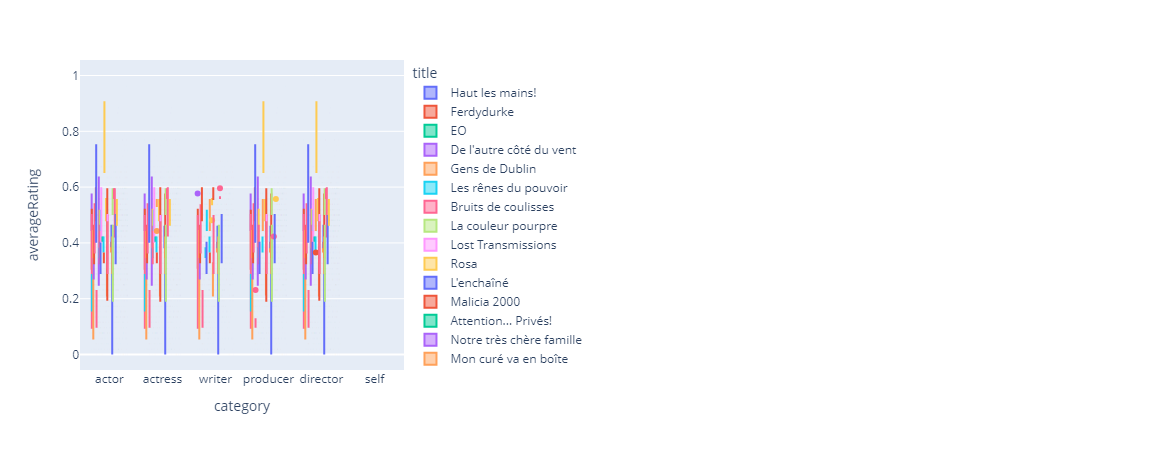 averageRating
1
0.8
0.6
0.4
0.2
0
actor actress writer producer director self
category
title
Haut les mains!
Ferdydurke
EO
De l'autre côté du vent
Gens de Dublin
Les rênes du pouvoir
Bruits de coulisses
La couleur pourpre
Lost Transmissions
Rosa
L'enchaîné
Malicia 2000
Attention... Privés!
Notre très chère famille
Mon curé va en boîte